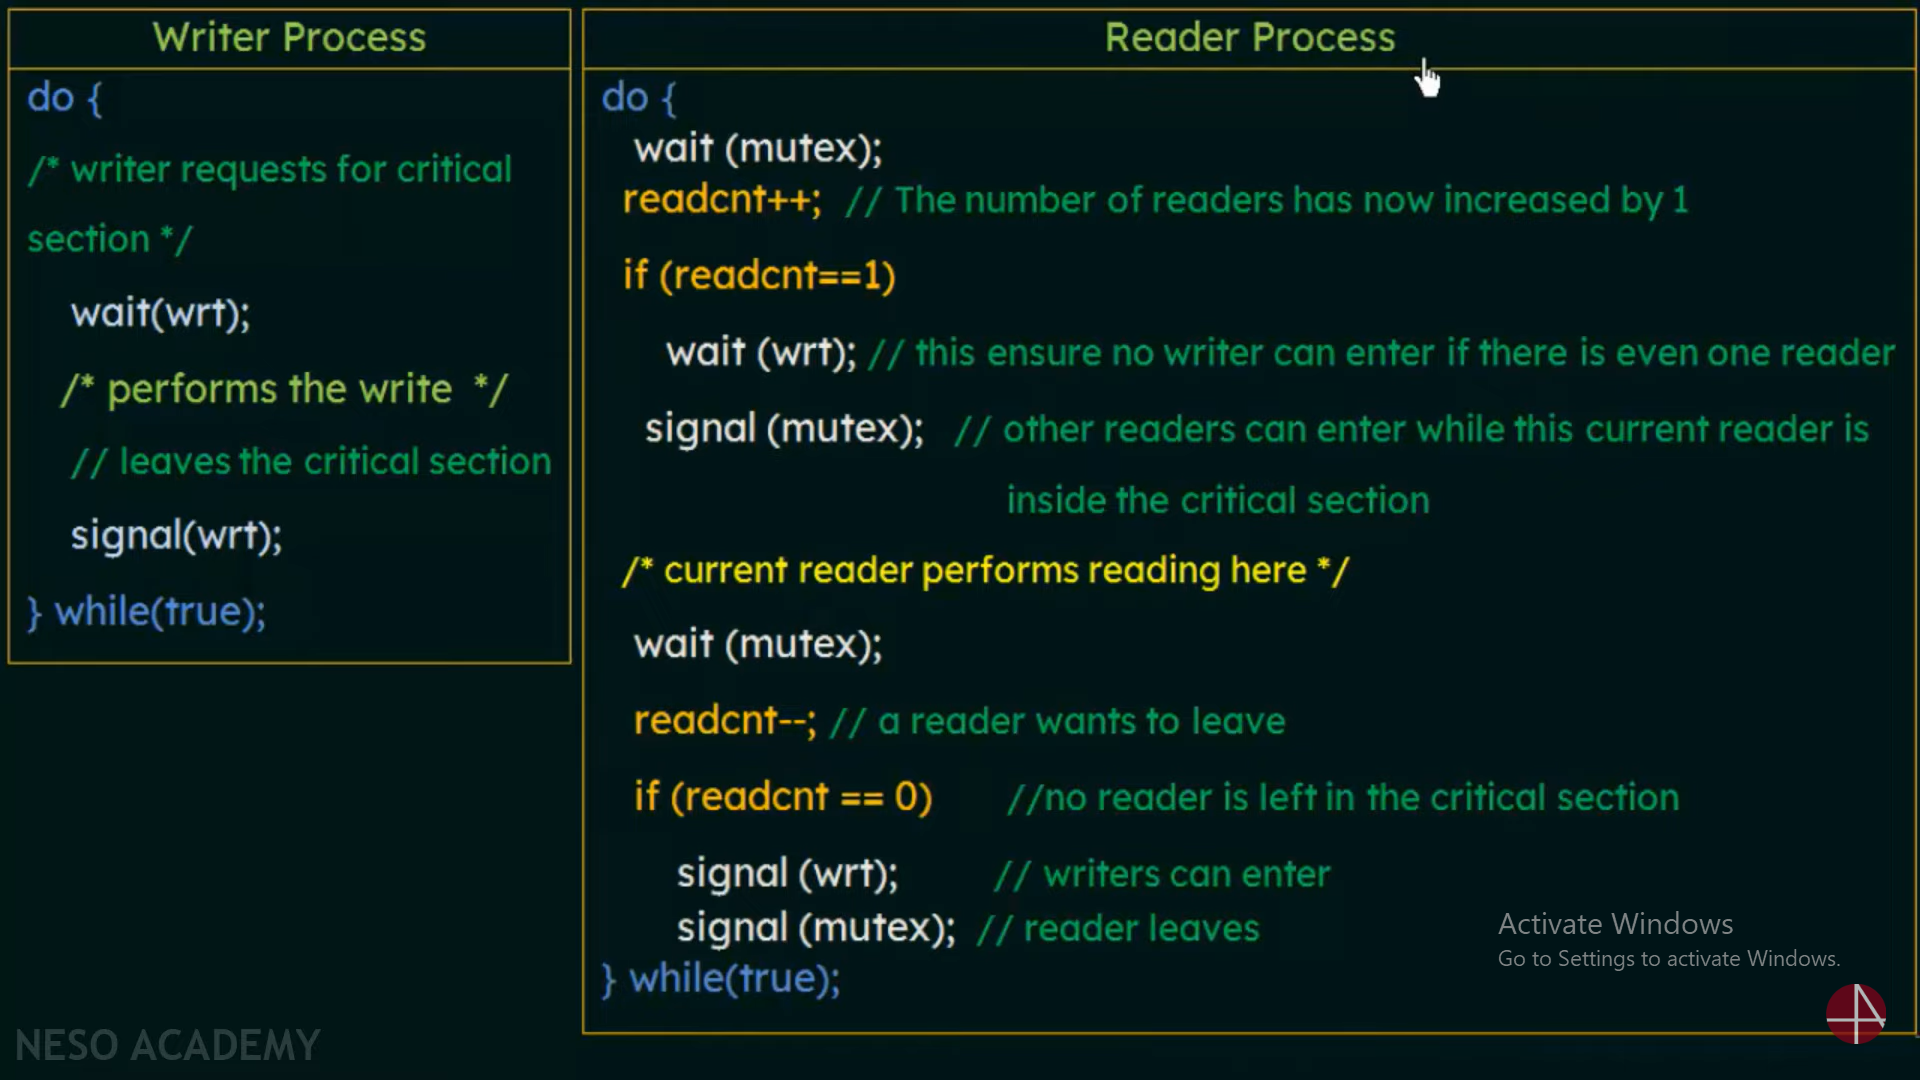 Writer Process
do {
/* writer requests for critical
section */
wait(wrt);
/* performs the write */
// leaves the critical section
signal(wrt);
} while(true);
Reader Process
do {
wait (mutex);
readcnt++; // The number of readers has now increased by 1
if (readcnt==1)
wait (wrt); // this ensure no writer can enter if there is even one reader
signal (mutex); // other readers can enter while this current reader is
inside the critical section
/* current reader performs reading here */
wait (mutex);
readcnt--; // a reader wants to leave
if (readcnt == 0) //no reader is left in the critical section
signal (wrt); // writers can enter
signal (mutex); // reader leaves
} while(true);
Activate Windows
Go to Settings to activate Windows.
NESO ACADEMY